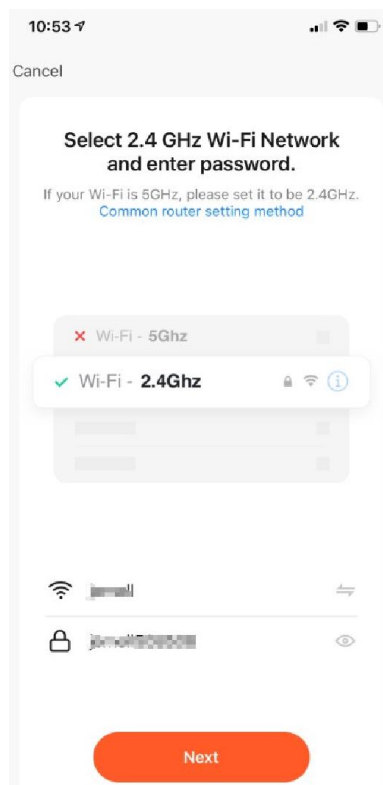 10:53
Cancel
Select 2.4 GHz Wi-Fi Network
and enter password.
If your Wi-Fi is 5GHz, please set it to be 2.4GHz.
Common router setting method
Wi-Fi - 5Ghz
Wi-Fi - 2.4Ghz
Next